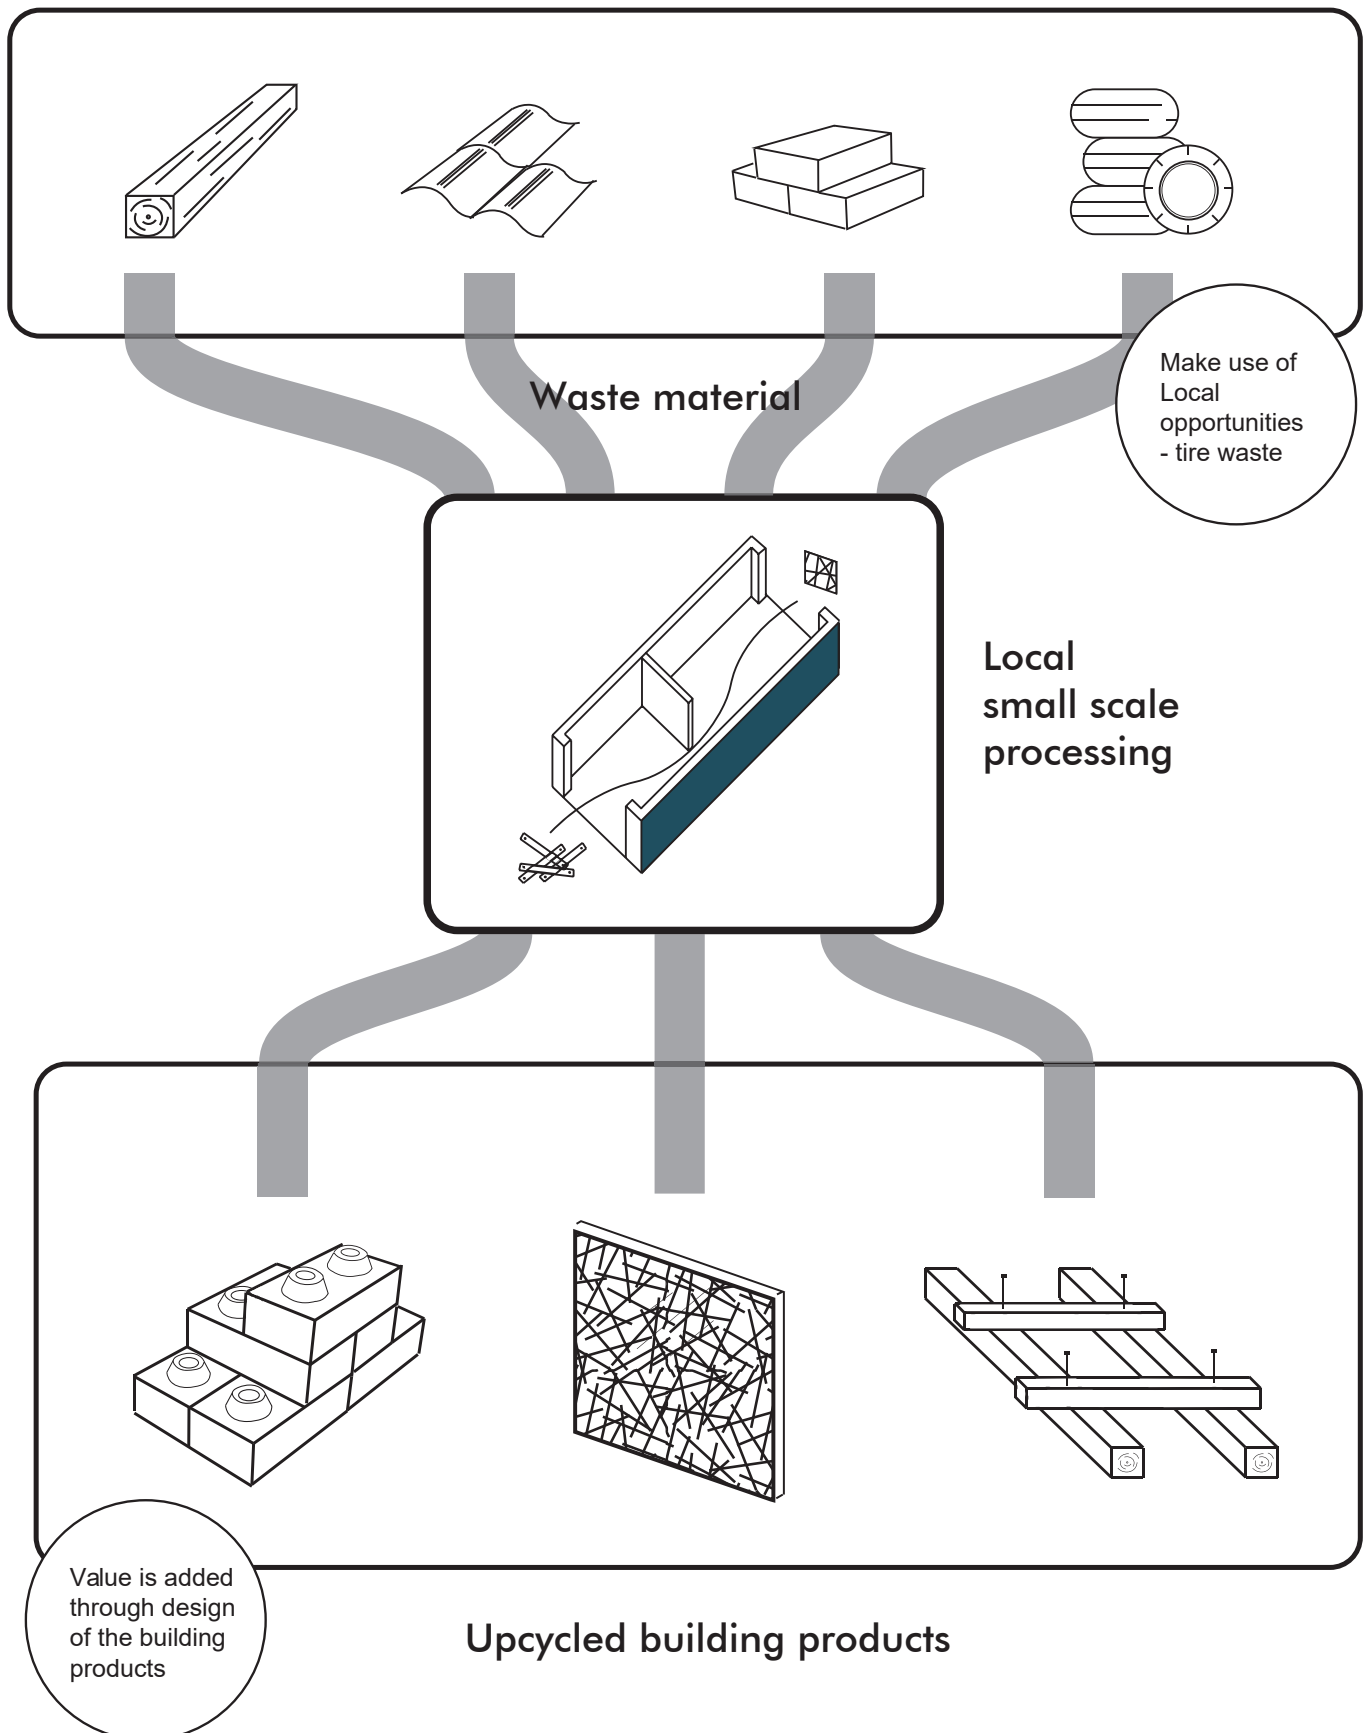 Waste material
Make use of
Local
opportunities
- tire waste
Local
small scale
processing
Value is added
through design
of the building
products
Upcycled building products